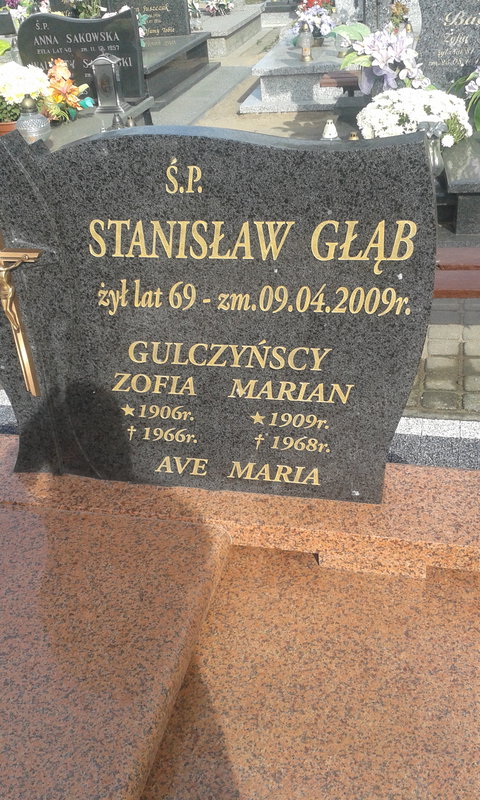 Ś.P.
STANISŁAW GŁĄB
żył lat 69 - zm.09.04.2009r.
GULCZYŃSCY
ZOFIA MARIAN
★1906r. ★1909r.
† 1966r. † 1968r.
AVE MARIA
Ś.P.
ANNA SAKOWSKA